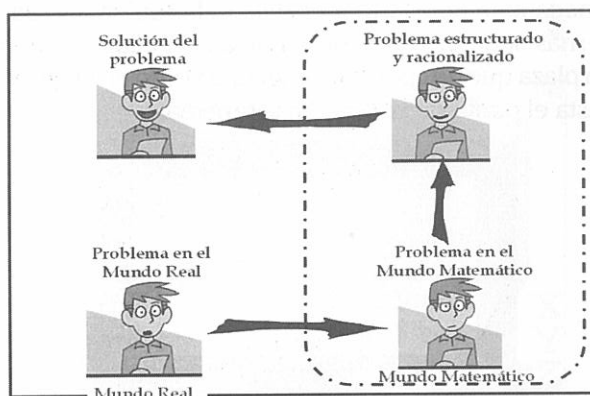 Solución del
problema
Problema estructurado
y racionalizado
Problema en el
Mundo Real
Problema en el
Mundo Matemático
Mundo Real
Mundo Matemático